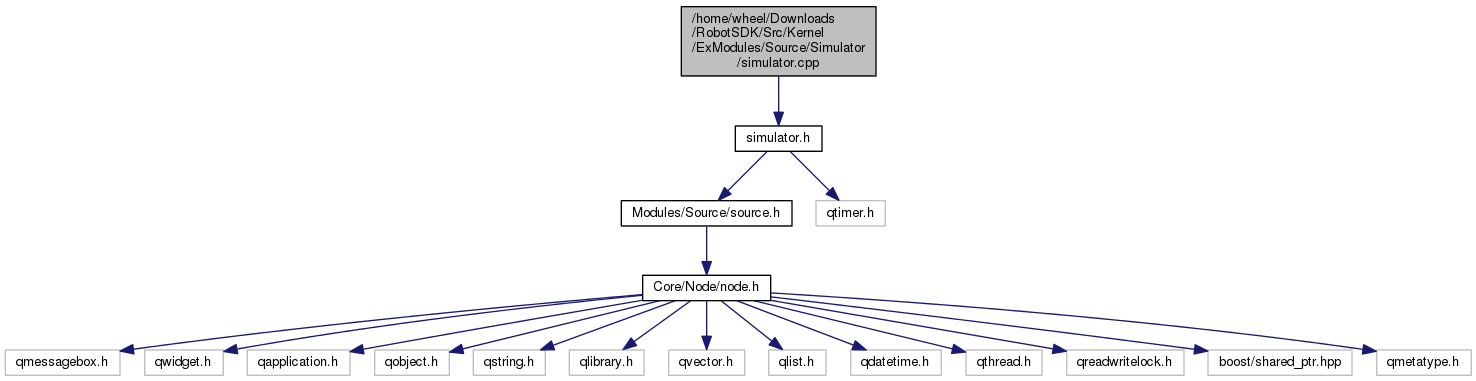 /home/wheel/Downloads
/RobotSDK/Src/Kernel
/ExModules/Source/Simulator
/simulator.cpp
simulator.h
Modules/Source/source.h
qtimer.h
Core/Node/node.h
qmessagebox.h
qwidget.h
qapplication.h
qobject.h
qstring.h
qlibrary.h
qvector.h
qlist.h
qdatetime.h
qthread.h
qreadwritelock.h
boost/shared_ptr.hpp
qmetatype.h